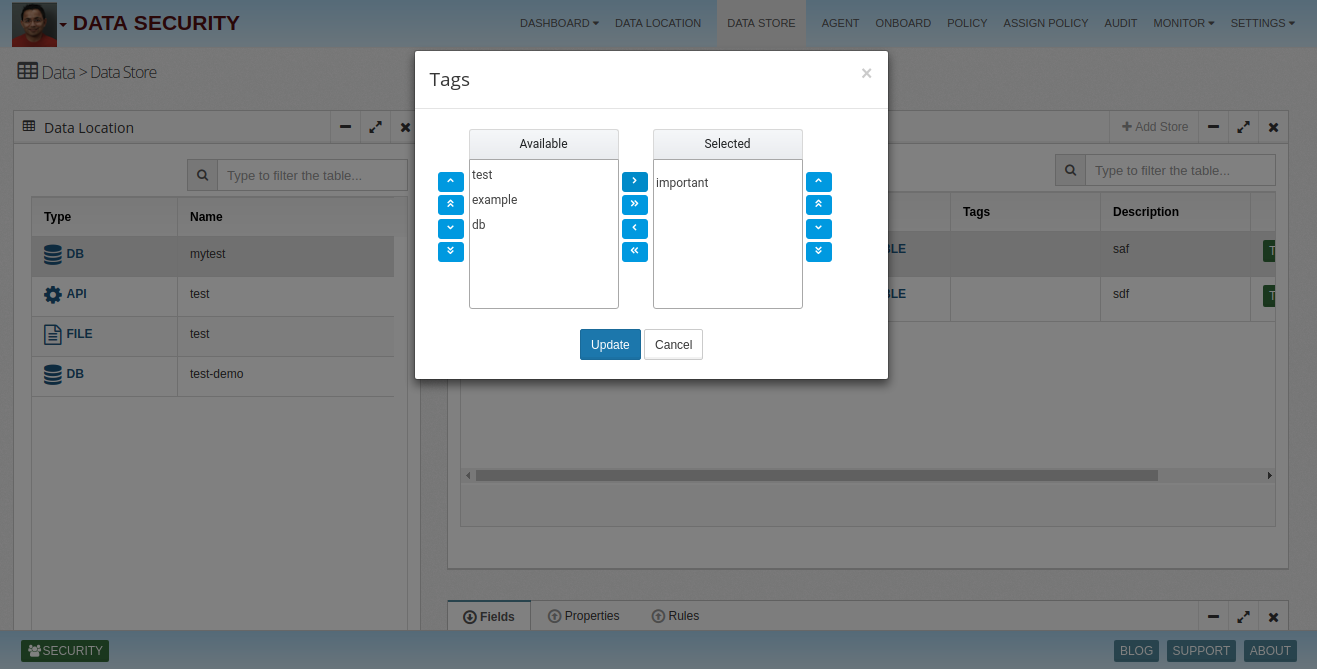 DATA SECURITY
DASHBOARD DATA LOCATION DATA STORE AGENT ONBOARD POLICY ASSIGN POLICY AUDIT MONITOR SETTINGS
Data > Data Store
Tags ×
Data Location
Add Store
Available Selected
Type to filter the table...
Type to filter the table...
test
example
db
important
Type Name
Tags Description
DB mytest
API test
FILE test
DB test-demo
saf
sdf
Update Cancel
Fields Properties Rules
SECURITY
BLOG SUPPORT ABOUT